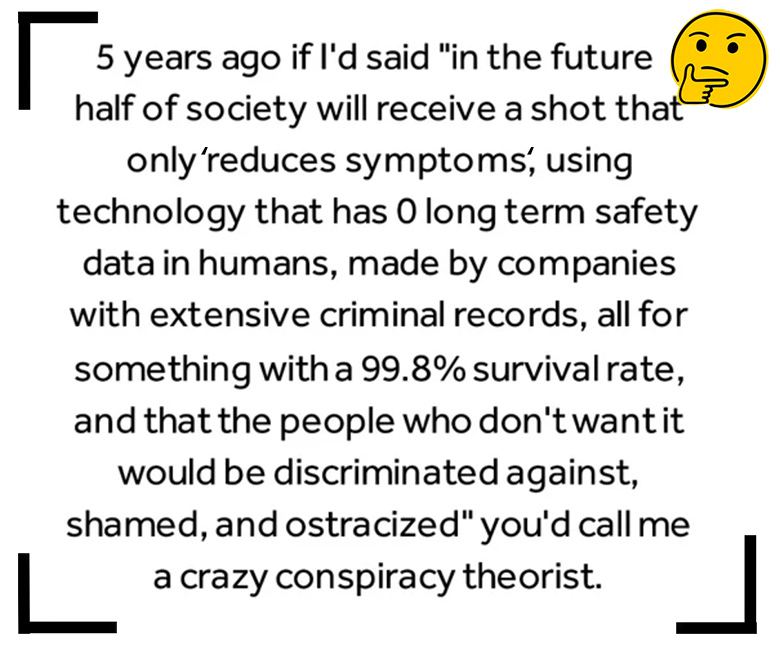 5 years ago if I'd said "in the future
half of society will receive a shot that
only 'reduces symptoms', using
technology that has 0 long term safety
data in humans, made by companies
with extensive criminal records, all for
something with a 99.8% survival rate,
and that the people who don't want it
would be discriminated against,
shamed, and ostracized" you'd call me
a crazy conspiracy theorist.